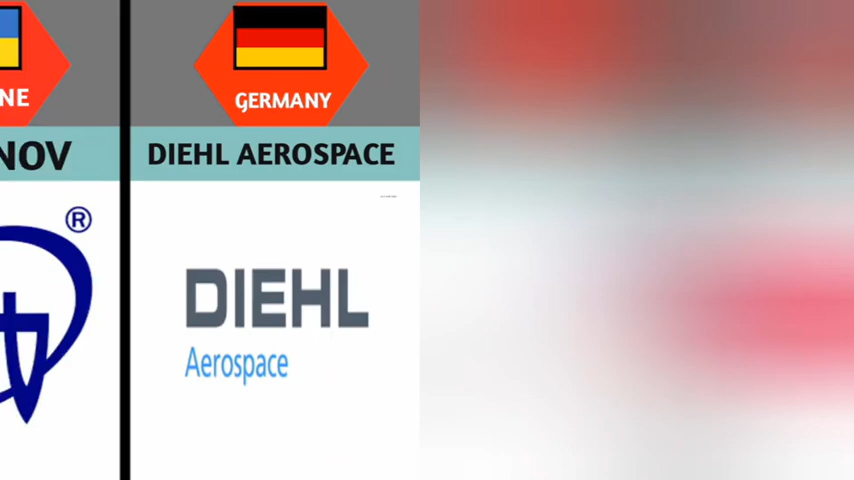 NE
GERMANY
NOV
DIEHL AEROSPACE
®
DIEHL
Aerospace